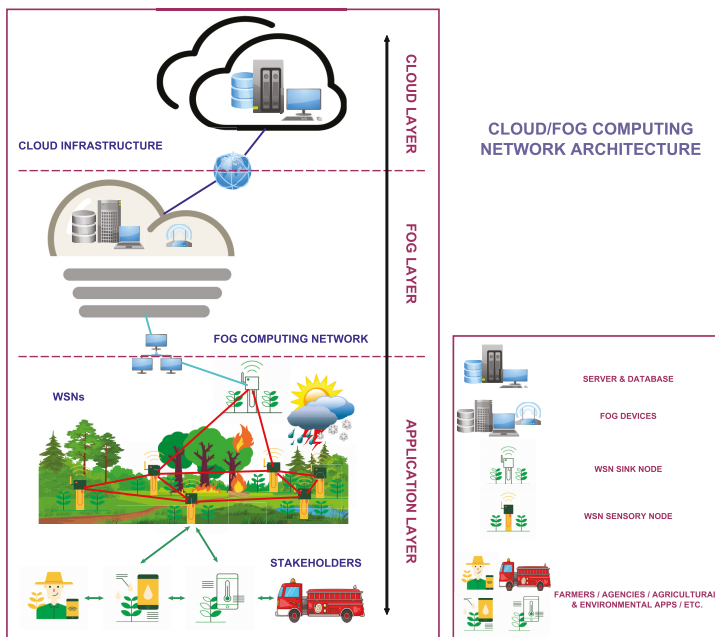 CLOUD/FOG COMPUTING
NETWORK ARCHITECTURE
CLOUD LAYER
CLOUD INFRASTRUCTURE
FOG LAYER
FOG COMPUTING NETWORK
APPLICATION LAYER
WSNs
STAKEHOLDERS
SERVER & DATABASE
FOG DEVICES
WSN SINK NODE
WSN SENSORY NODE
FARMERS / AGENCIES / AGRICULTURAL
& ENVIRONMENTAL APPS / ETC.